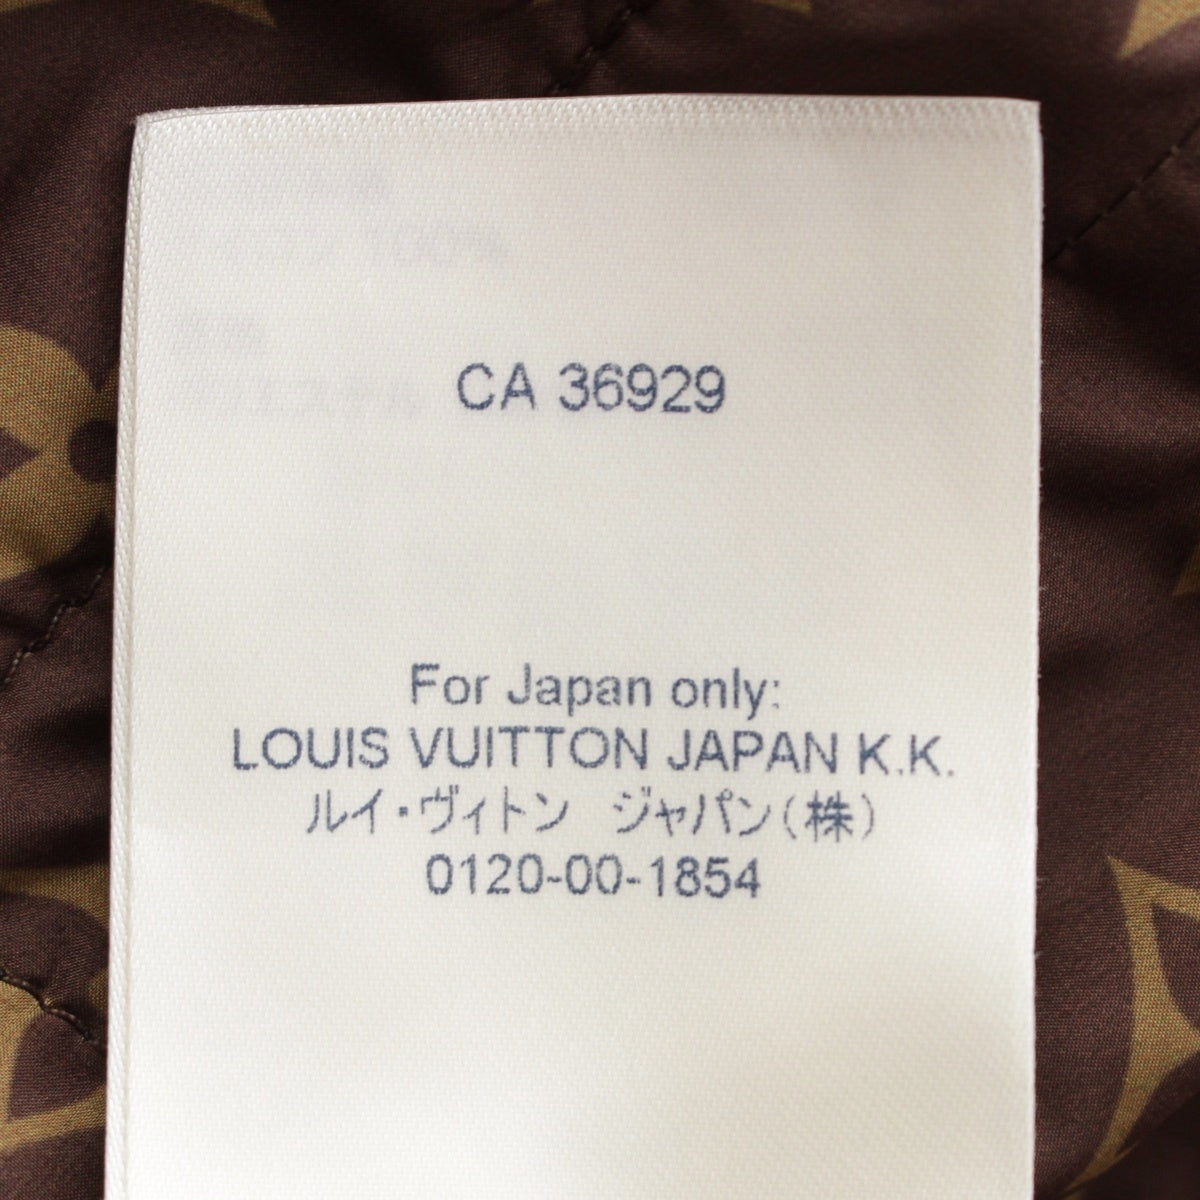 CA 36929
For Japan only:
LOUIS VUITTON JAPAN K.K.
ルイ・ヴィトン　ジャパン(株)
0120-00-1854